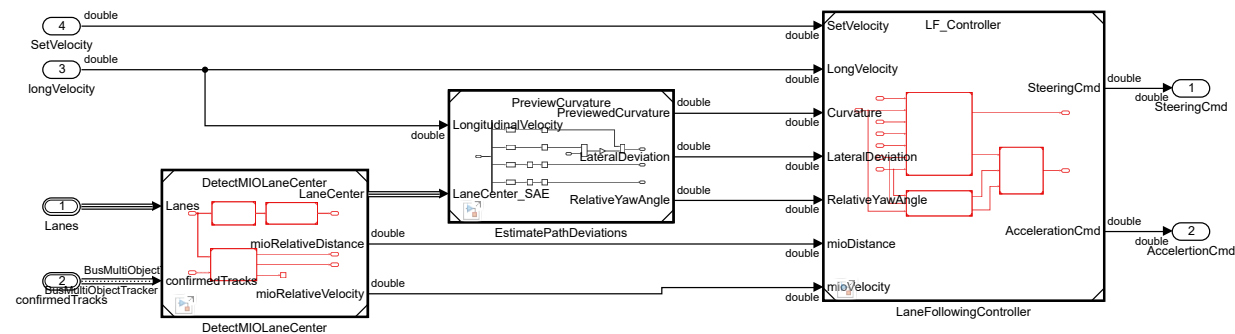 double
4
SetVelocity
double
3
longVelocity
SetVelocity
LF_Controller
double
LongVelocity
double
SteeringCmd
double
double
1
SteeringCmd
PreviewCurvature
PreviewedCurvature
double
LongitudinalVelocity
double
Curvature
double
LateralDeviation
double
LateralDeviation
double
LaneCenter_SAE
RelativeYawAngle
double
RelativeYawAngle
double
EstimatePathDeviations
DetectMIOLaneCenter
LaneCenter
Lanes
1
Lanes
mioRelativeDistance
double
mioDistance
double
AccelerationCmd
double
double
2
AccelertionCmd
BusMultiObject
2
BusMultiObjectTracker
confirmedTracks
confirmedTracks
mioRelativeVelocity
double
mioVelocity
double
LaneFollowingController
DetectMIOLaneCenter